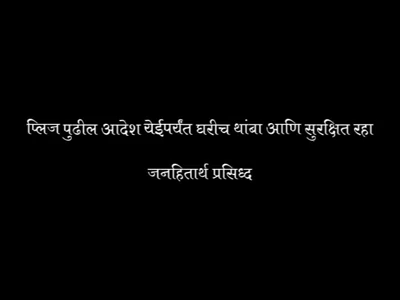 प्लिज पुढील आदेश येईपर्यंत घरीच थांबा आणि सुरक्षित रहा
जनहितार्थ प्रसिध्द